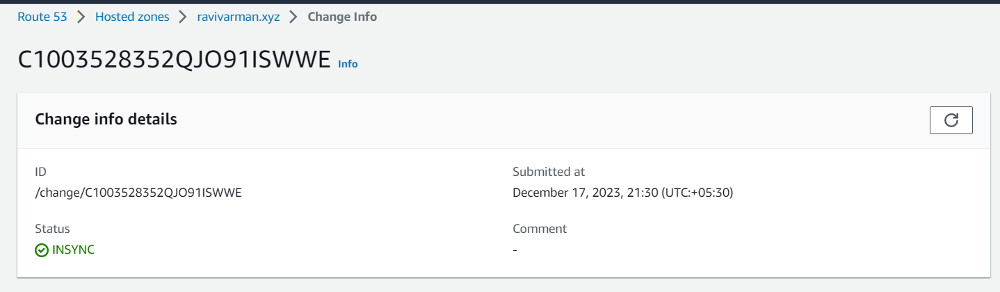 Route 53 > Hosted zones > ravivarman.xyz > Change Info
C1003528352QJO91ISWWE Info
Change info details
ID
/change/C1003528352QJO91ISWWE
Submitted at
December 17, 2023, 21:30 (UTC:+05:30)
Status
INSYNC
Comment
-